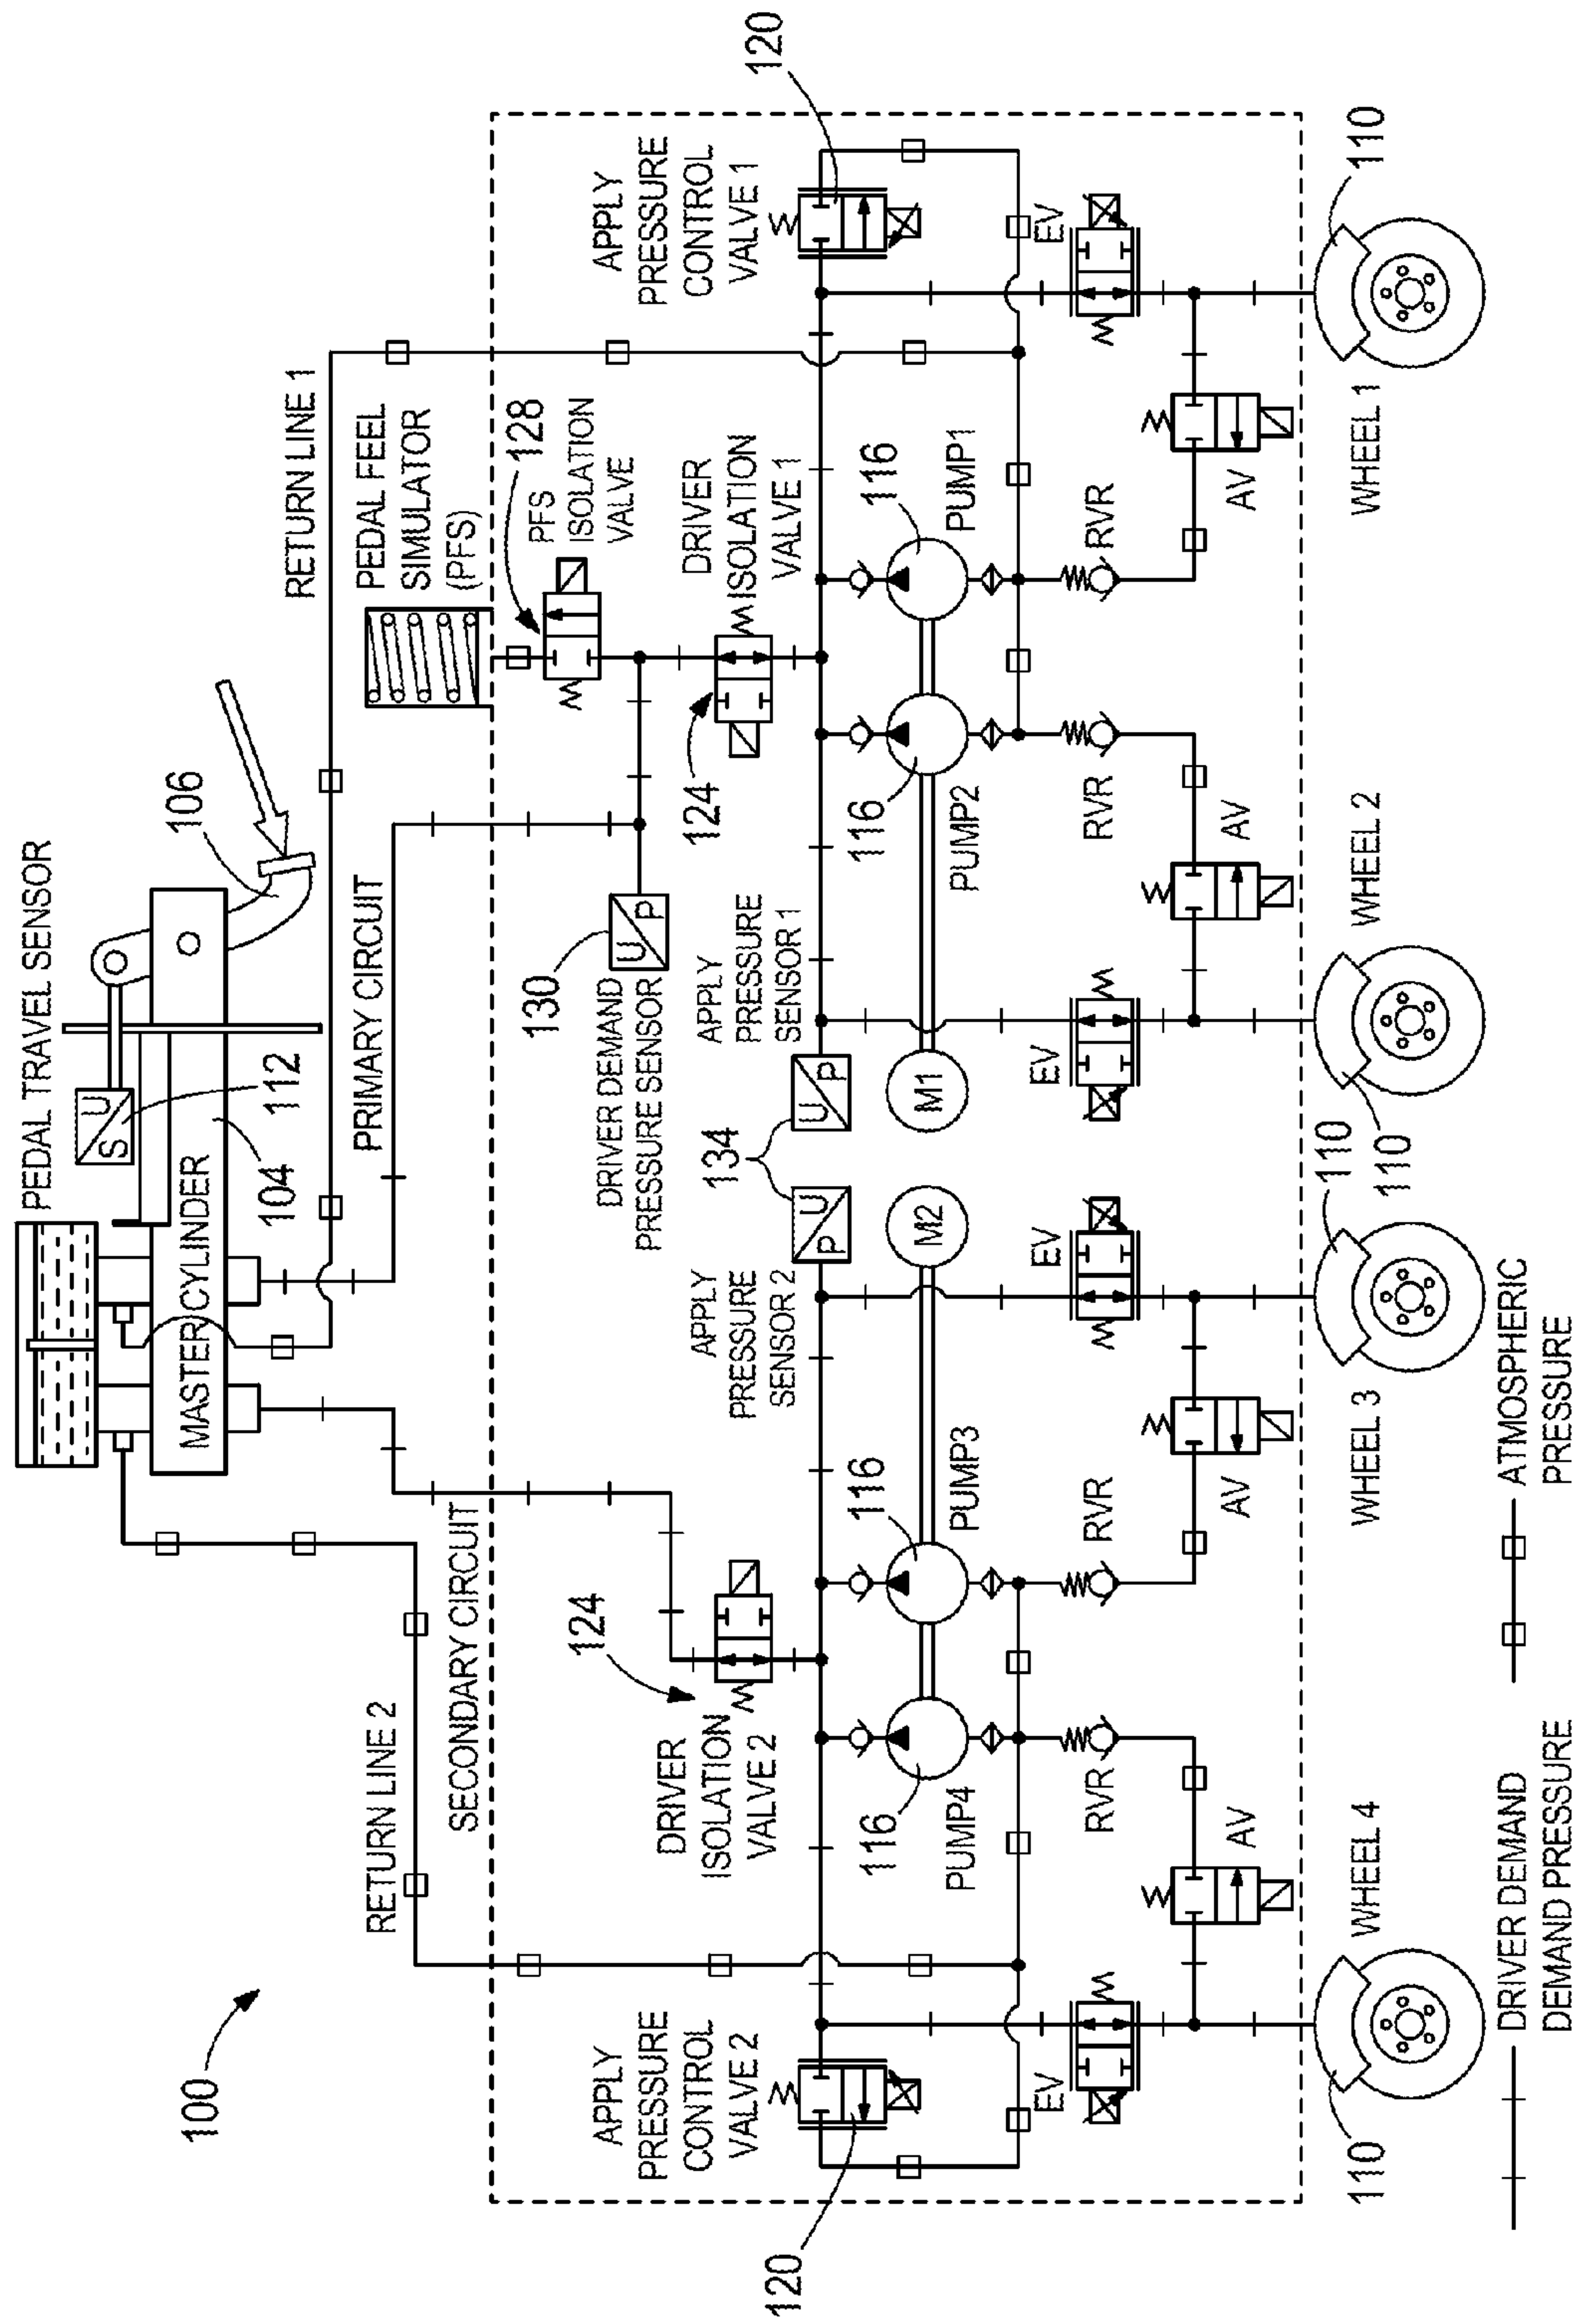 100
PEDAL TRAVEL SENSOR
S
U
112
104
106
MASTER CYLINDER
RETURN LINE 2
SECONDARY CIRCUIT
PRIMARY CIRCUIT
RETURN LINE 1
PEDAL FEEL
SIMULATOR
(PFS)
128
PFS
ISOLATION
VALVE
130
U
P
DRIVER DEMAND
PRESSURE SENSOR
124
DRIVER
ISOLATION
VALVE 2
124
DRIVER
ISOLATION
VALVE 1
APPLY
PRESSURE
CONTROL
VALVE 2
120
APPLY
PRESSURE
CONTROL
VALVE 1
120
APPLY
PRESSURE
SENSOR 2
134
APPLY
PRESSURE
SENSOR 1
P
U
U
P
116
PUMP4
116
PUMP3
M2
M1
116
PUMP2
116
PUMP1
EV
RVR
RVR
EV
EV
RVR
RVR
EV
AV
AV
AV
AV
110
WHEEL 4
WHEEL 3
110
110
WHEEL 2
WHEEL 1
110
DRIVER DEMAND
DEMAND PRESSURE
ATMOSPHERIC
PRESSURE